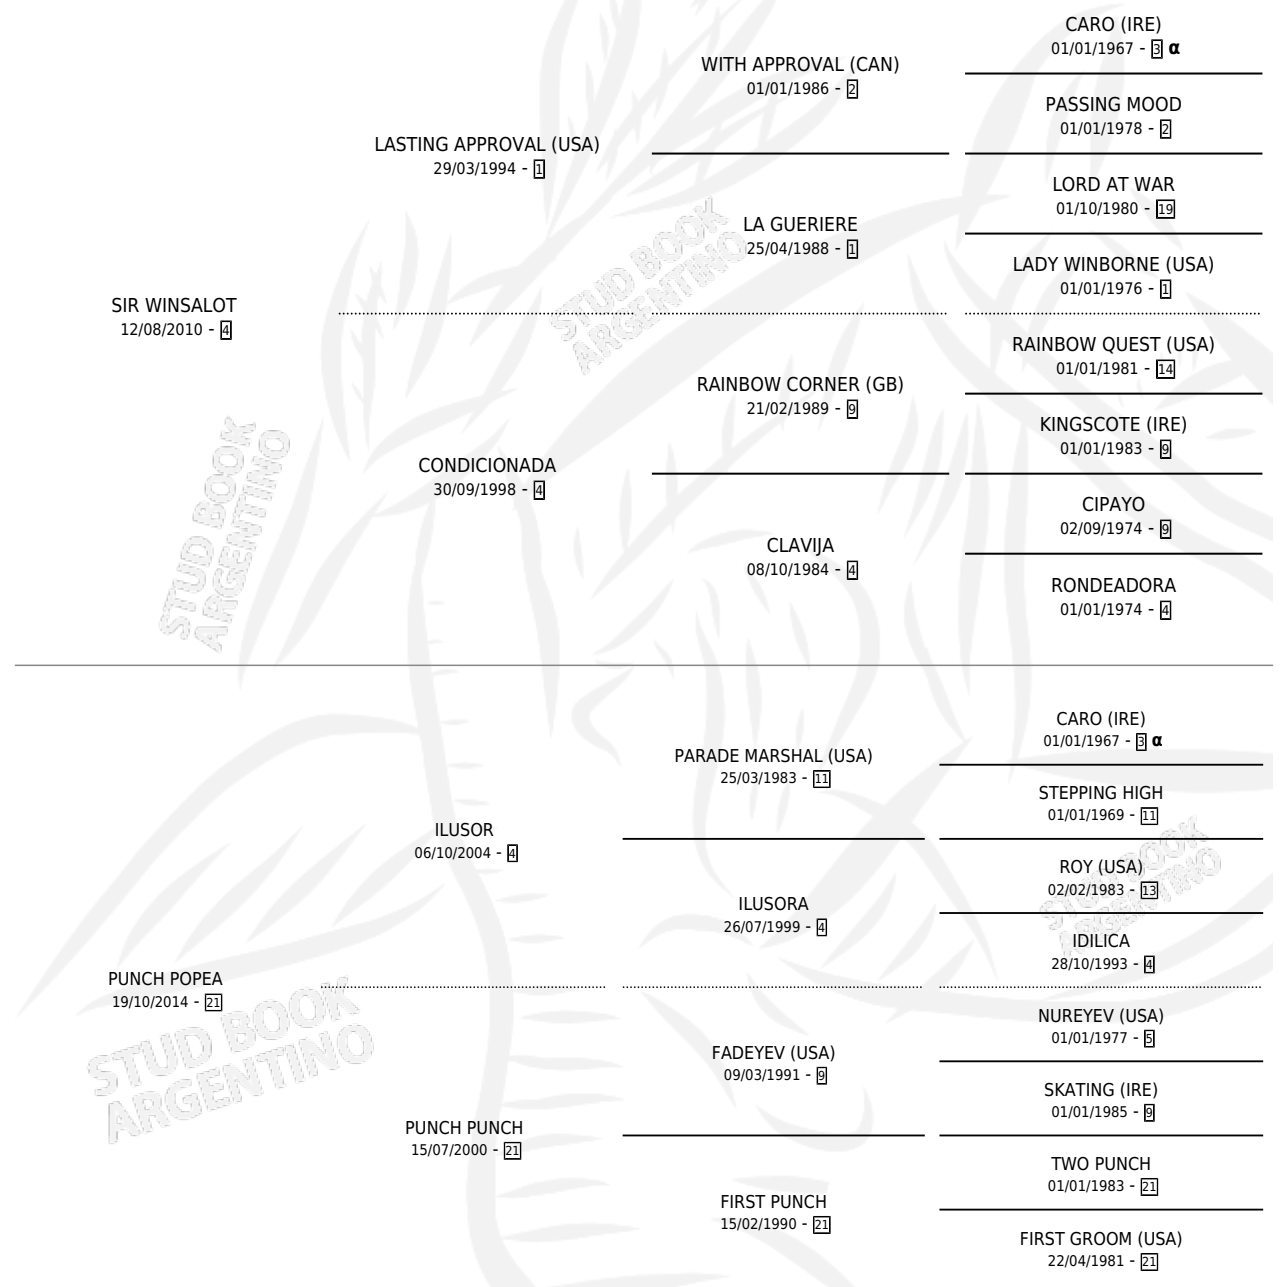 CARO (IRE)
01/01/1967 - 3 α
WITH APPROVAL (CAN)
01/01/1986 - 2
PASSING MOOD
01/01/1978 - 2
LASTING APPROVAL (USA)
29/03/1994 - 1
LORD AT WAR
01/10/1980 - 19
LA GUERIERE
25/04/1988 - 1
LADY WINBORNE (USA)
01/01/1976 - 1
SIR WINSALOT
12/08/2010 - 4
RAINBOW QUEST (USA)
01/01/1981 - 14
RAINBOW CORNER (GB)
21/02/1989 - 9
KINGSCOTE (IRE)
01/01/1983 - 9
CONDICIONADA
30/09/1998 - 4
CIPAYO
02/09/1974 - 9
CLAVIJA
08/10/1984 - 4
RONDEADORA
01/01/1974 - 4
STUD BOOK
ARGENTINO
STUD BOOK
ARGENTINO
CARO (IRE)
01/01/1967 - 3 α
PARADE MARSHAL (USA)
25/03/1983 - 11
STEPPING HIGH
01/01/1969 - 11
ILUSOR
06/10/2004 - 4
ROY (USA)
02/02/1983 - 13
ILUSORA
26/07/1999 - 4
IDILICA
28/10/1993 - 4
PUNCH POPEA
19/10/2014 - 21
NUREYEV (USA)
01/01/1977 - 5
FADEYEV (USA)
09/03/1991 - 9
SKATING (IRE)
01/01/1985 - 9
PUNCH PUNCH
15/07/2000 - 21
TWO PUNCH
01/01/1983 - 21
FIRST PUNCH
15/02/1990 - 21
FIRST GROOM (USA)
22/04/1981 - 21
STUD BOOK
ARGENTINO
STUD BOOK
ARGENTINO